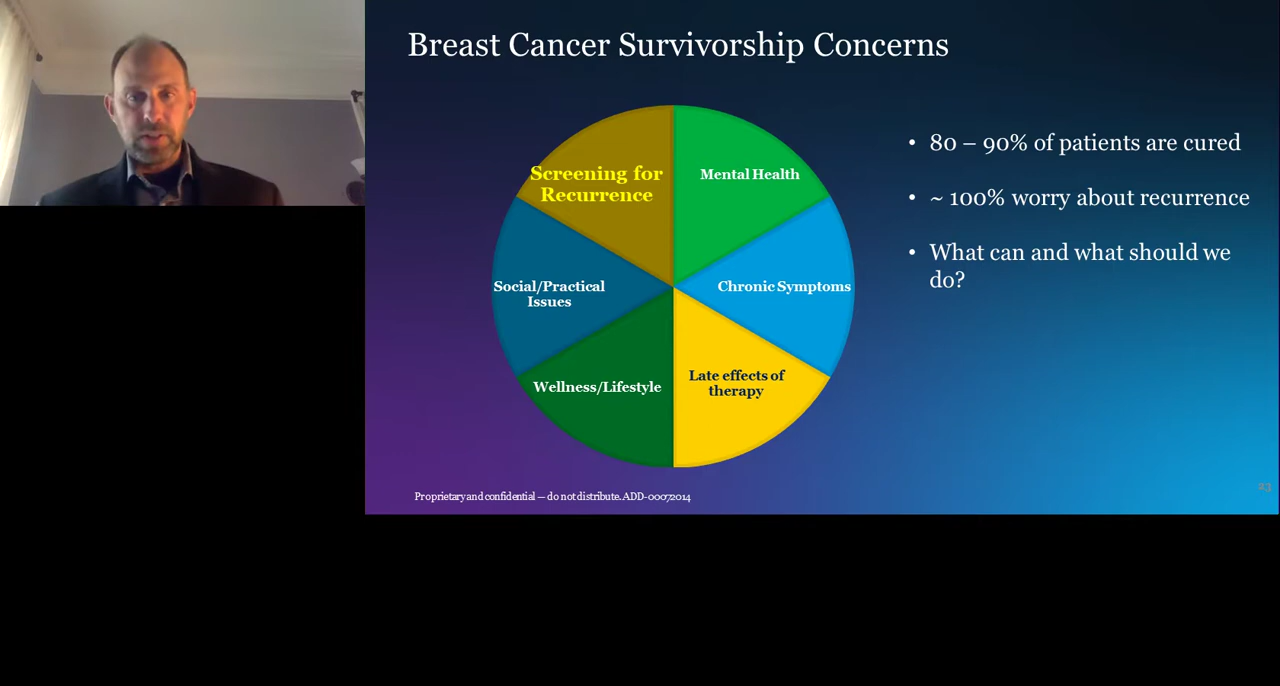 Breast Cancer Survivorship Concerns
Screening for
Recurrence
Mental Health
Social/Practical
Issues
Chronic Symptoms
Wellness/Lifestyle
Late effects of
therapy
• 80 – 90% of patients are cured
• ~ 100% worry about recurrence
• What can and what should we
do?
Proprietary and confidential — do not distribute. ADD-00072014
23